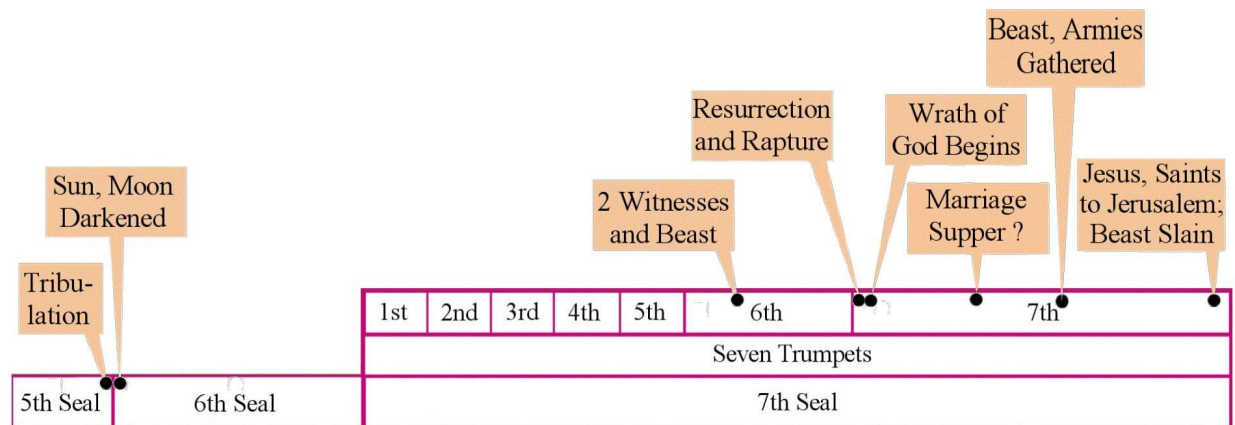 Beast, Armies
Gathered
Resurrection
and Rapture
Wrath of
God Begins
Sun, Moon
Darkened
2 Witnesses
and Beast
Marriage
Supper ?
Jesus, Saints
to Jerusalem;
Beast Slain
Tribu-
lation
1st 2nd 3rd 4th 5th 6th 7th
Seven Trumpets
5th Seal 6th Seal 7th Seal